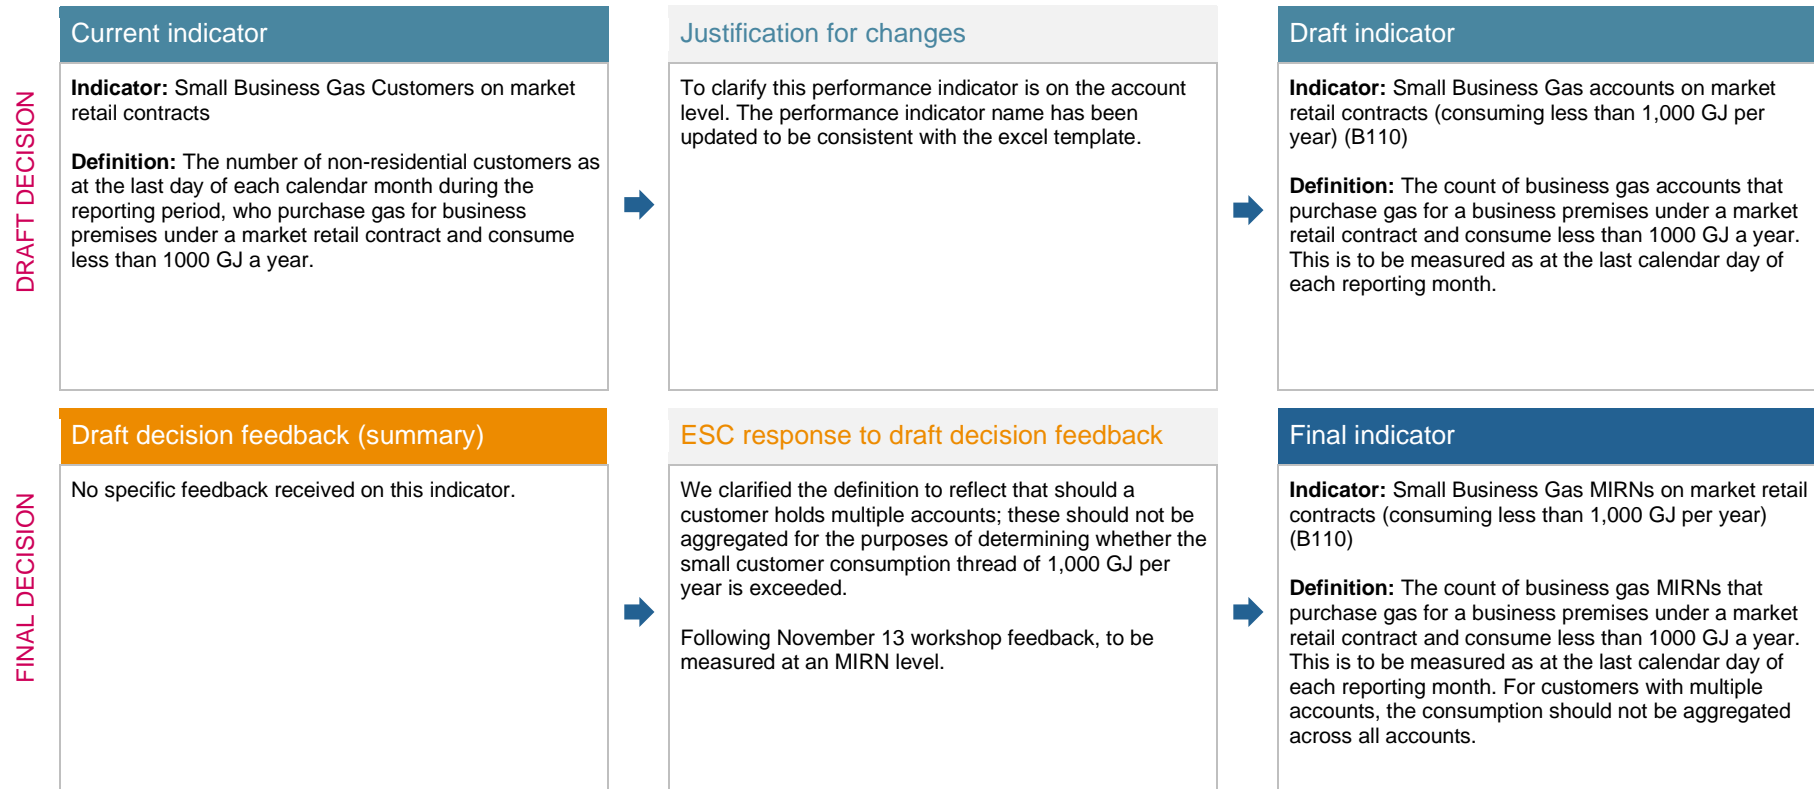 DRAFT DECISION
Current indicator
Indicator: Small Business Gas Customers on market
retail contracts
Definition: The number of non-residential customers as
at the last day of each calendar month during the
reporting period, who purchase gas for business
premises under a market retail contract and consume
less than 1000 GJ a year.
Justification for changes
To clarify this performance indicator is on the account
level. The performance indicator name has been
updated to be consistent with the excel template.
Draft indicator
Indicator: Small Business Gas accounts on market
retail contracts (consuming less than 1,000 GJ per
year) (B110)
Definition: The count of business gas accounts that
purchase gas for a business premises under a market
retail contract and consume less than 1000 GJ a year.
This is to be measured as at the last calendar day of
each reporting month.
FINAL DECISION
Draft decision feedback (summary)
No specific feedback received on this indicator.
ESC response to draft decision feedback
We clarified the definition to reflect that should a
customer holds multiple accounts; these should not be
aggregated for the purposes of determining whether the
small customer consumption thread of 1,000 GJ per
year is exceeded.
Following November 13 workshop feedback, to be
measured at an MIRN level.
Final indicator
Indicator: Small Business Gas MIRNs on market retail
contracts (consuming less than 1,000 GJ per year)
(B110)
Definition: The count of business gas MIRNs that
purchase gas for a business premises under a market
retail contract and consume less than 1000 GJ a year.
This is to be measured as at the last calendar day of
each reporting month. For customers with multiple
accounts, the consumption should not be aggregated
across all accounts.